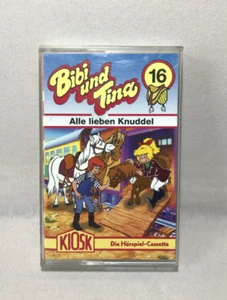 Bibi und Tina
16
Alle lieben Knuddel
KIOSK
Die Hörspiel-Cassette